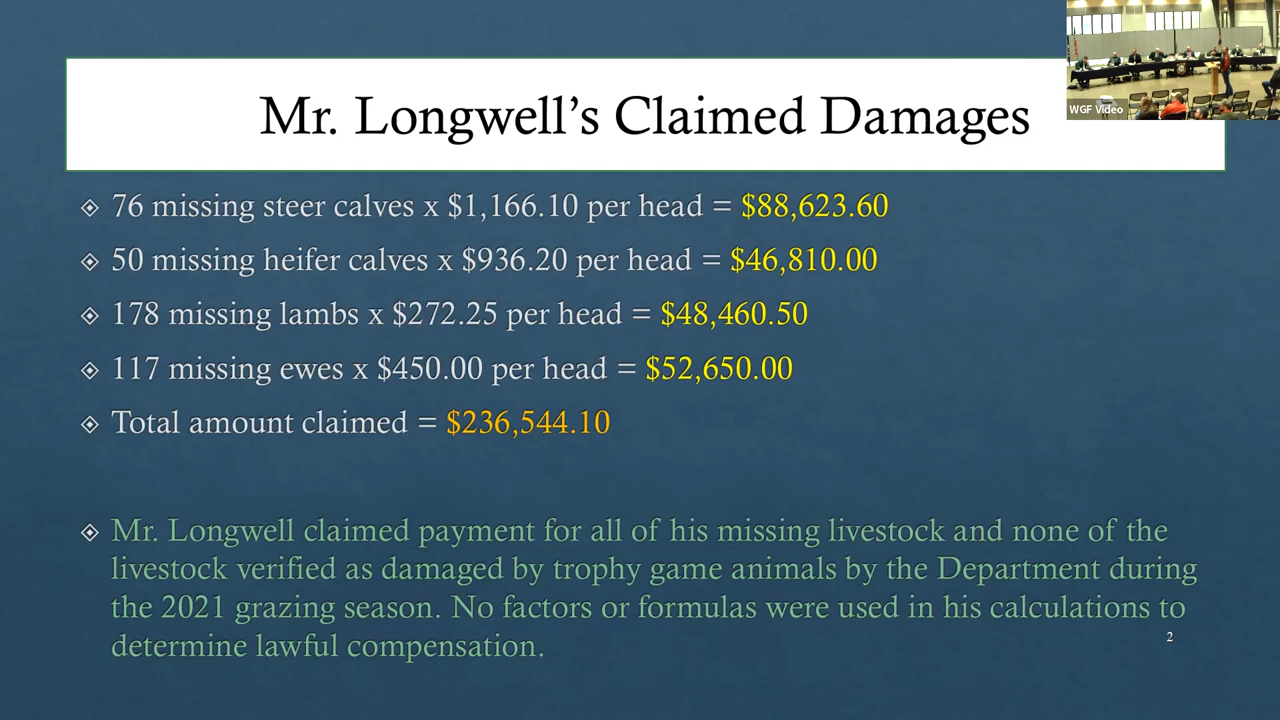 WGF Video
Mr. Longwell's Claimed Damages
76 missing steer calves x $1,166.10 per head = $88,623.60
50 missing heifer calves x $936.20 per head = $46,810.00
178 missing lambs x $272.25 per head = $48,460.50
117 missing ewes x $450.00 per head = $52,650.00
Total amount claimed = $236,544.10
Mr. Longwell claimed payment for all of his missing livestock and none of the
livestock verified as damaged by trophy game animals by the Department during
the 2021 grazing season. No factors or formulas were used in his calculations to
determine lawful compensation.
2